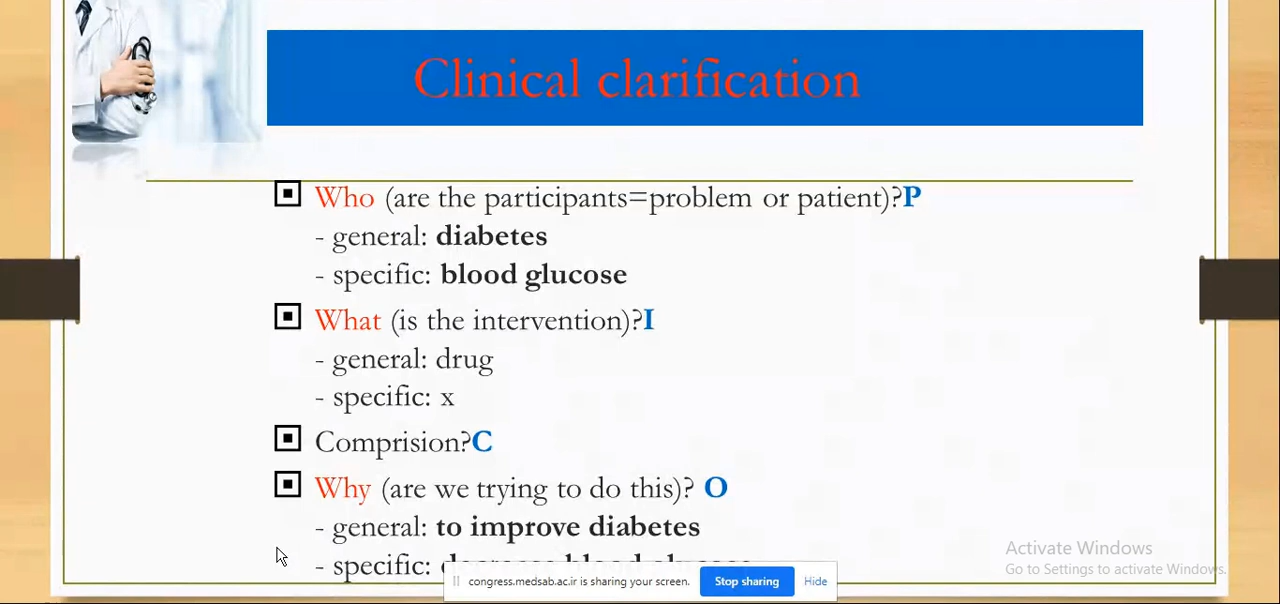 Clinical clarification
Who (are the participants=problem or patient)?P
- general: diabetes
- specific: blood glucose
What (is the intervention)?I
- general: drug
- specific: x
Comprision?C
Why (are we trying to do this)? O
- general: to improve diabetes
- specific:
congress.medsab.ac.ir is sharing your screen. Stop sharing Hide
Activate Windows
Go to Settings to activate Windows.